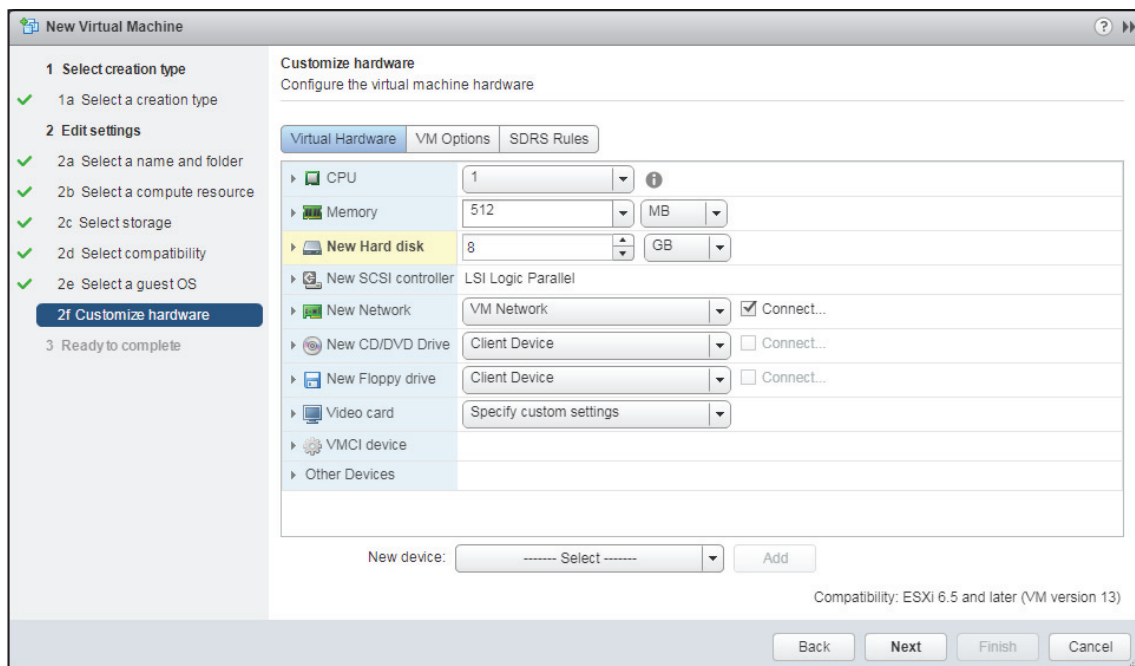 New Virtual Machine
?
1 Select creation type
1a Select a creation type
2 Edit settings
2a Select a name and folder
2b Select a compute resource
2c Select storage
2d Select compatibility
2e Select a guest OS
2f Customize hardware
3 Ready to complete
Customize hardware
Configure the virtual machine hardware
Virtual Hardware VM Options SDRS Rules
CPU 1
Memory 512 MB
New Hard disk 8 GB
New SCSI controller LSI Logic Parallel
New Network VM Network Connect...
New CD/DVD Drive Client Device Connect...
New Floppy drive Client Device Connect...
Video card Specify custom settings
VMCI device
Other Devices
New device: ------- Select ------- Add
Compatibility: ESXi 6.5 and later (VM version 13)
Back Next Finish Cancel